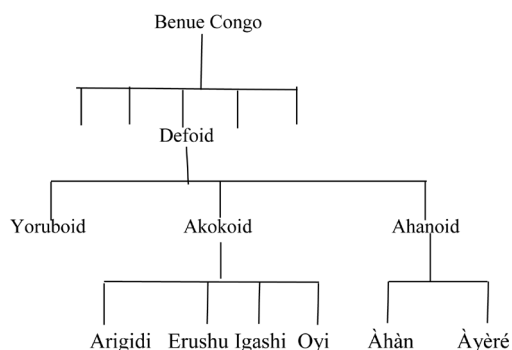 Benue Congo
Defoid
Yoruboid Akokoid Ahanoid
Arigidi Erushu Igashi Oyi Àhàn Àyèré